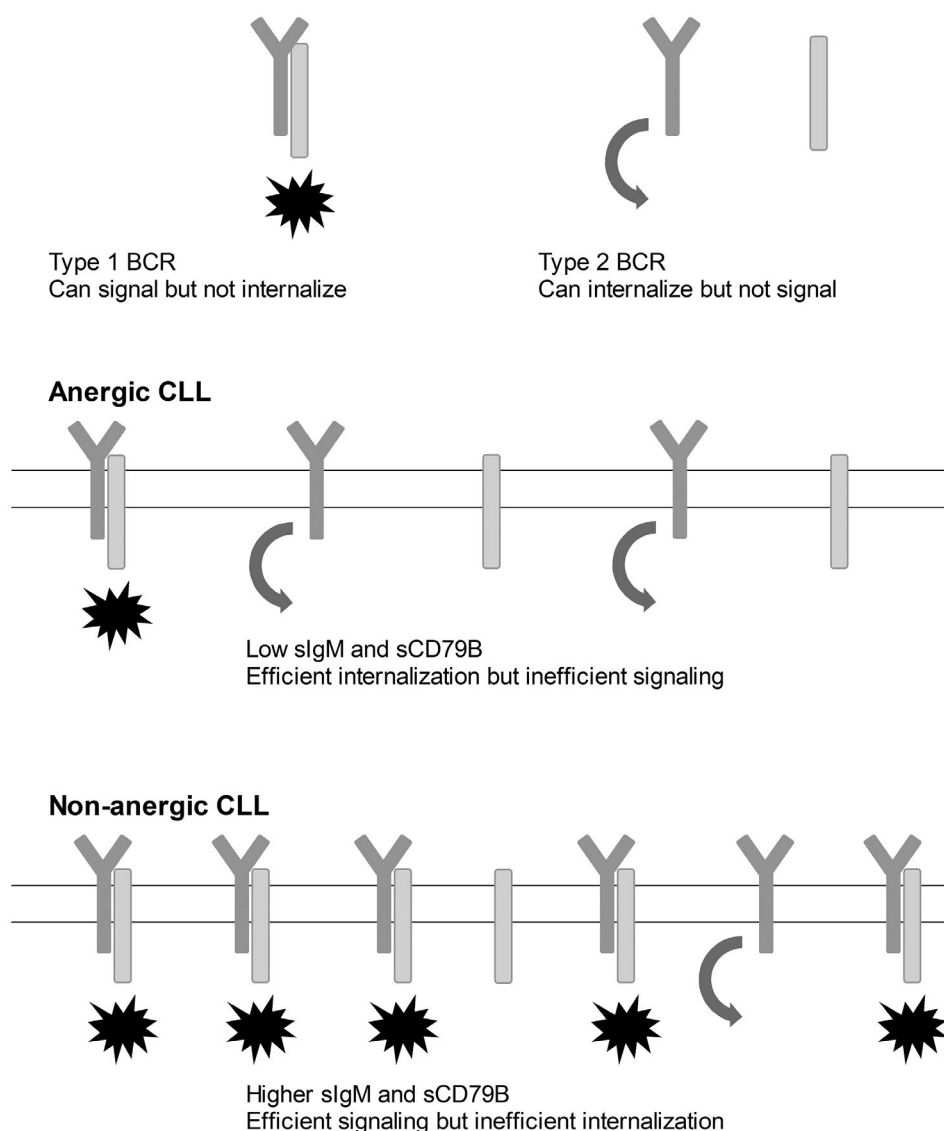 Type 1 BCR
Can signal but not internalize
Type 2 BCR
Can internalize but not signal
Anergic CLL
Low sIgM and sCD79B
Efficient internalization but inefficient signaling
Non-anergic CLL
Higher sIgM and sCD79B
Efficient signaling but inefficient internalization